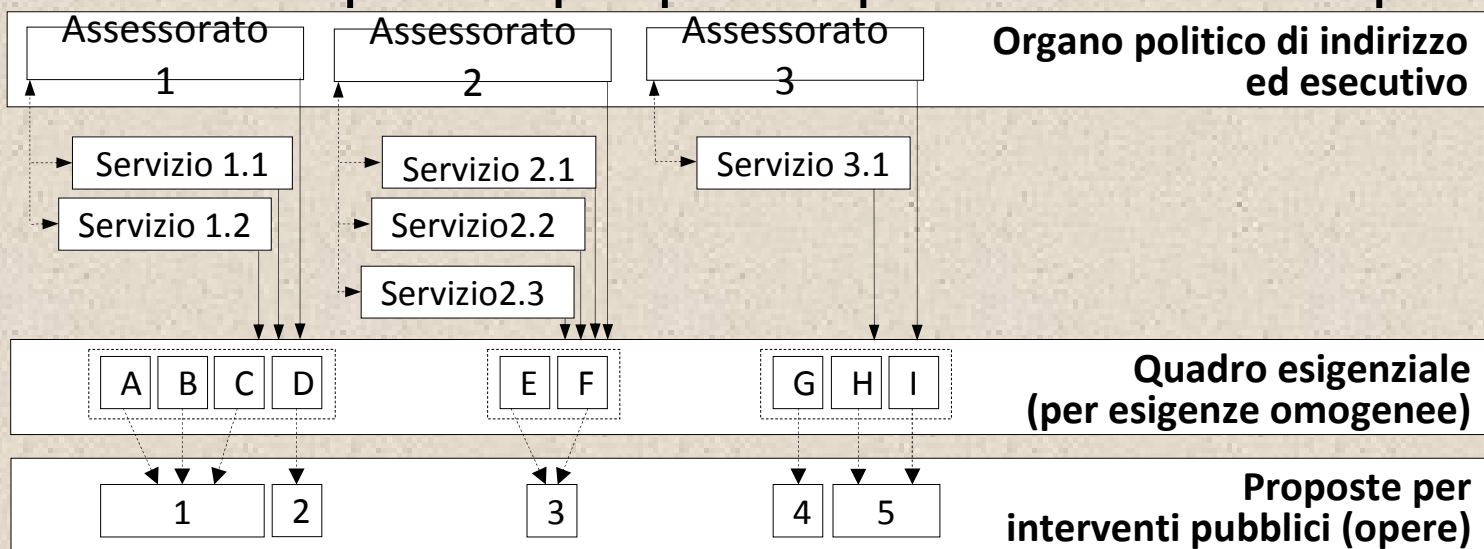 Assessorato 1
Assessorato 2
Assessorato 3
Organo politico di indirizzo
ed esecutivo
Servizio 1.1
Servizio 2.1
Servizio 3.1
Servizio 1.2
Servizio2.2
Servizio2.3
A B C D E F G H I
Quadro esigenziale
(per esigenze omogenee)
1 2 3 4 5
Proposte per
interventi pubblici (opere)